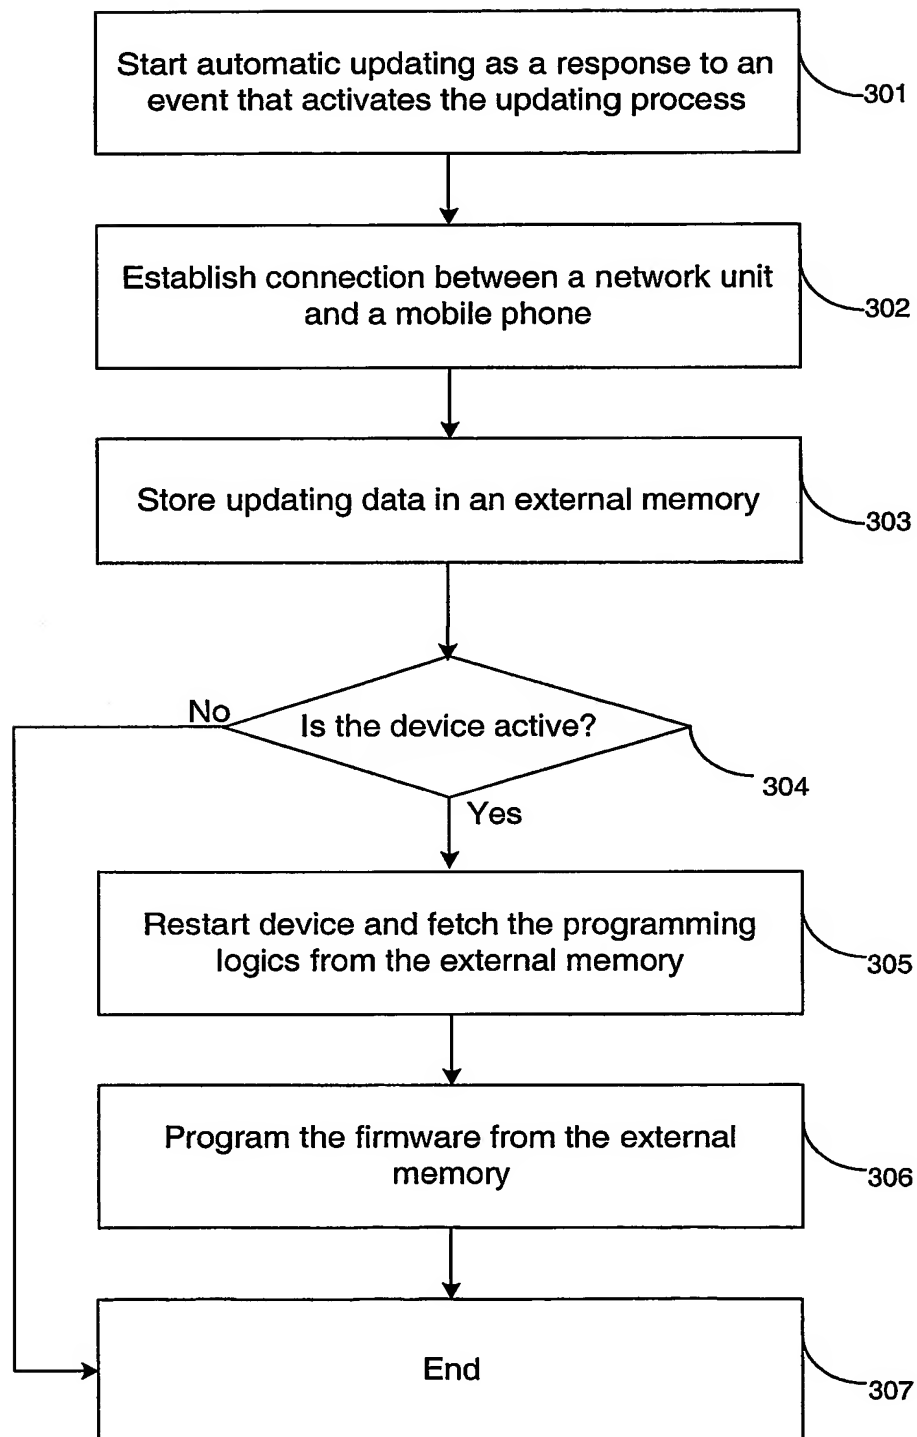 Start automatic updating as a response to an
event that activates the updating process
301
Establish connection between a network unit
and a mobile phone
302
Store updating data in an external memory
303
No
Is the device active?
304
Yes
Restart device and fetch the programming
logics from the external memory
305
Program the firmware from the external
memory
306
End
307